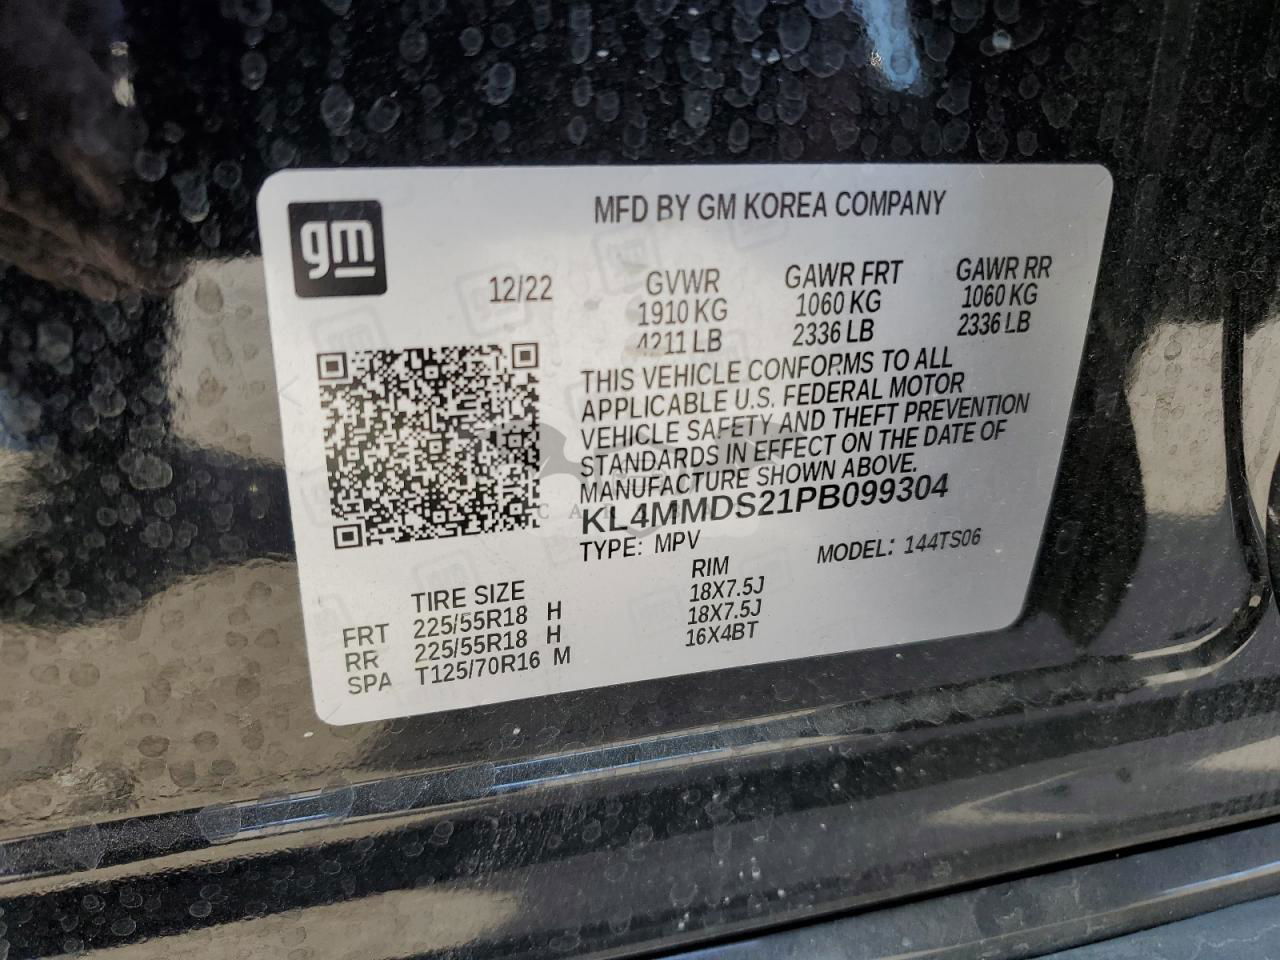 gm
MFD BY GM KOREA COMPANY
12/22 GVWR GAWR FRT GAWR RR
1910 KG 1060 KG 1060 KG
4211 LB 2336 LB 2336 LB
THIS VEHICLE CONFORMS TO ALL
APPLICABLE U.S. FEDERAL MOTOR
VEHICLE SAFETY AND THEFT PREVENTION
STANDARDS IN EFFECT ON THE DATE OF
MANUFACTURE SHOWN ABOVE.
KL4MMDS21PB099304
TYPE: MPV MODEL: 144TS06
TIRE SIZE RIM
FRT 225/55R18 H 18X7.5J
RR 225/55R18 H 18X7.5J
SPA T125/70R16 M 16X4BT